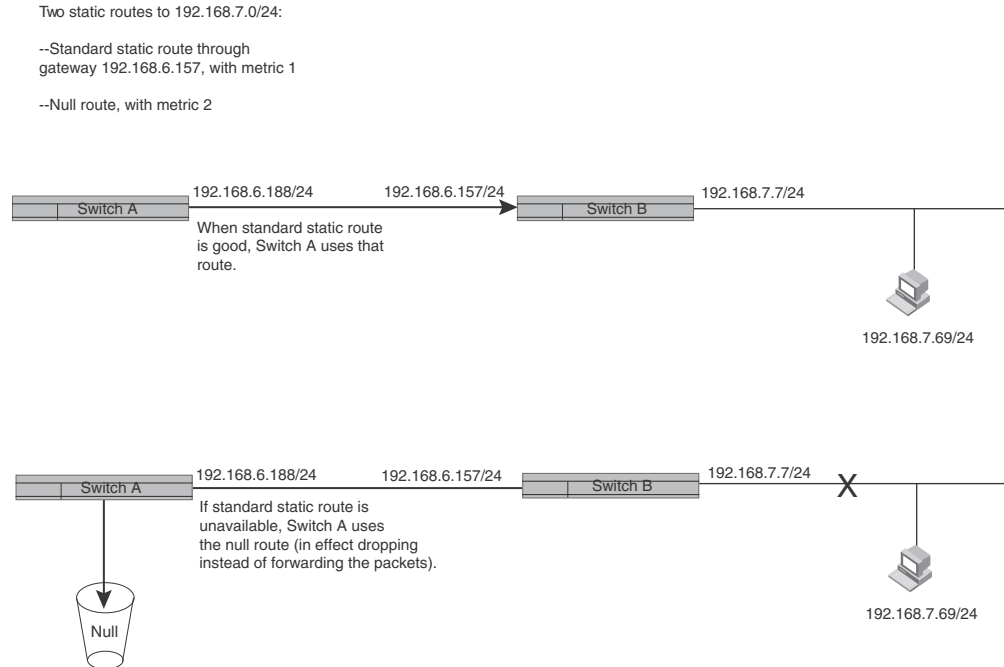 Two static routes to 192.168.7.0/24:
--Standard static route through
gateway 192.168.6.157, with metric 1
--Null route, with metric 2
192.168.6.188/24
192.168.6.157/24
192.168.7.7/24
Switch A
Switch B
When standard static route
is good, Switch A uses that
route.
192.168.7.69/24
192.168.6.188/24
192.168.6.157/24
192.168.7.7/24
Switch A
Switch B
X
If standard static route is
unavailable, Switch A uses
the null route (in effect dropping
instead of forwarding the packets).
192.168.7.69/24
Null